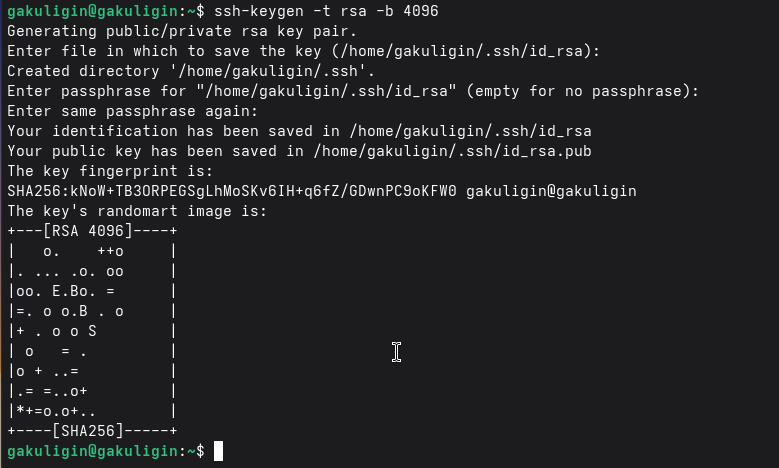 gakuligin@gakuligin:~$ ssh-keygen -t rsa -b 4096
Generating public/private rsa key pair.
Enter file in which to save the key (/home/gakuligin/.ssh/id_rsa):
Created directory '/home/gakuligin/.ssh'.
Enter passphrase for "/home/gakuligin/.ssh/id_rsa" (empty for no passphrase):
Enter same passphrase again:
Your identification has been saved in /home/gakuligin/.ssh/id_rsa
Your public key has been saved in /home/gakuligin/.ssh/id_rsa.pub
The key fingerprint is:
SHA256:kNoW+TB3ORPEGSgLhMoSKv6IH+q6fZ/GDwnPC9oKFW0 gakuligin@gakuligin
The key's randomart image is:
+---[RSA 4096]----+
|   o.    ++o     |
|. ... .o. oo     |
|oo. E.Bo. =      |
|=. o o.B . o     |
|+ . o o S        |
| o   = .         |
|o + ..=          |
|.= =..o+         |
|*+=o.o+..        |
+----[SHA256]-----+
gakuligin@gakuligin:~$